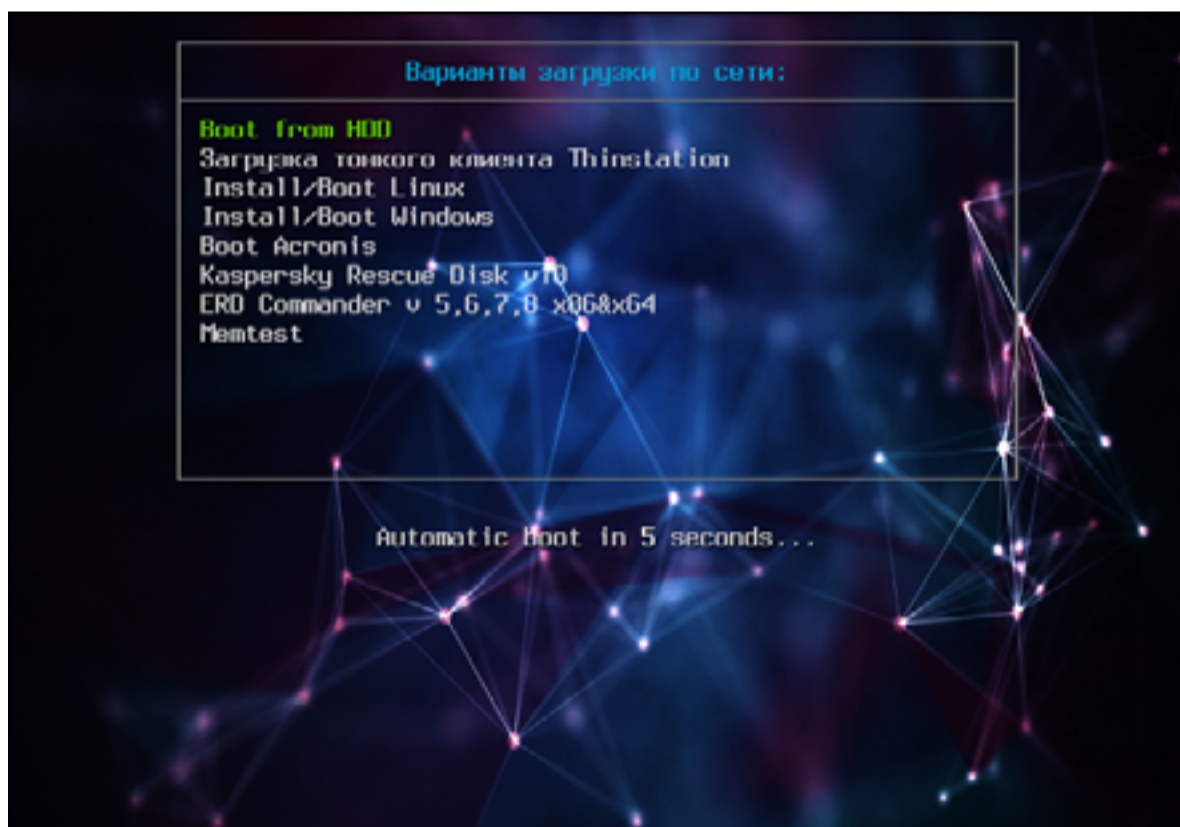 Варианты загрузки по сети:
Boot from HDD
Загрузка тонкого клиента Thinstation
Install/Boot Linux
Install/Boot Windows
Boot Acronis
Kaspersky Rescue Disk v10
ERD Commander v 5,6,7,8 x86&x64
Memtest
Automatic boot in 5 seconds...